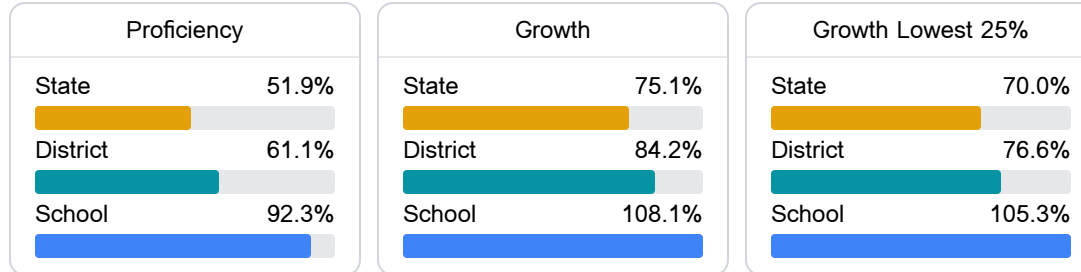 Proficiency
State 51.9%
District 61.1%
School 92.3%
Growth
State 75.1%
District 84.2%
School 108.1%
Growth Lowest 25%
State 70.0%
District 76.6%
School 105.3%